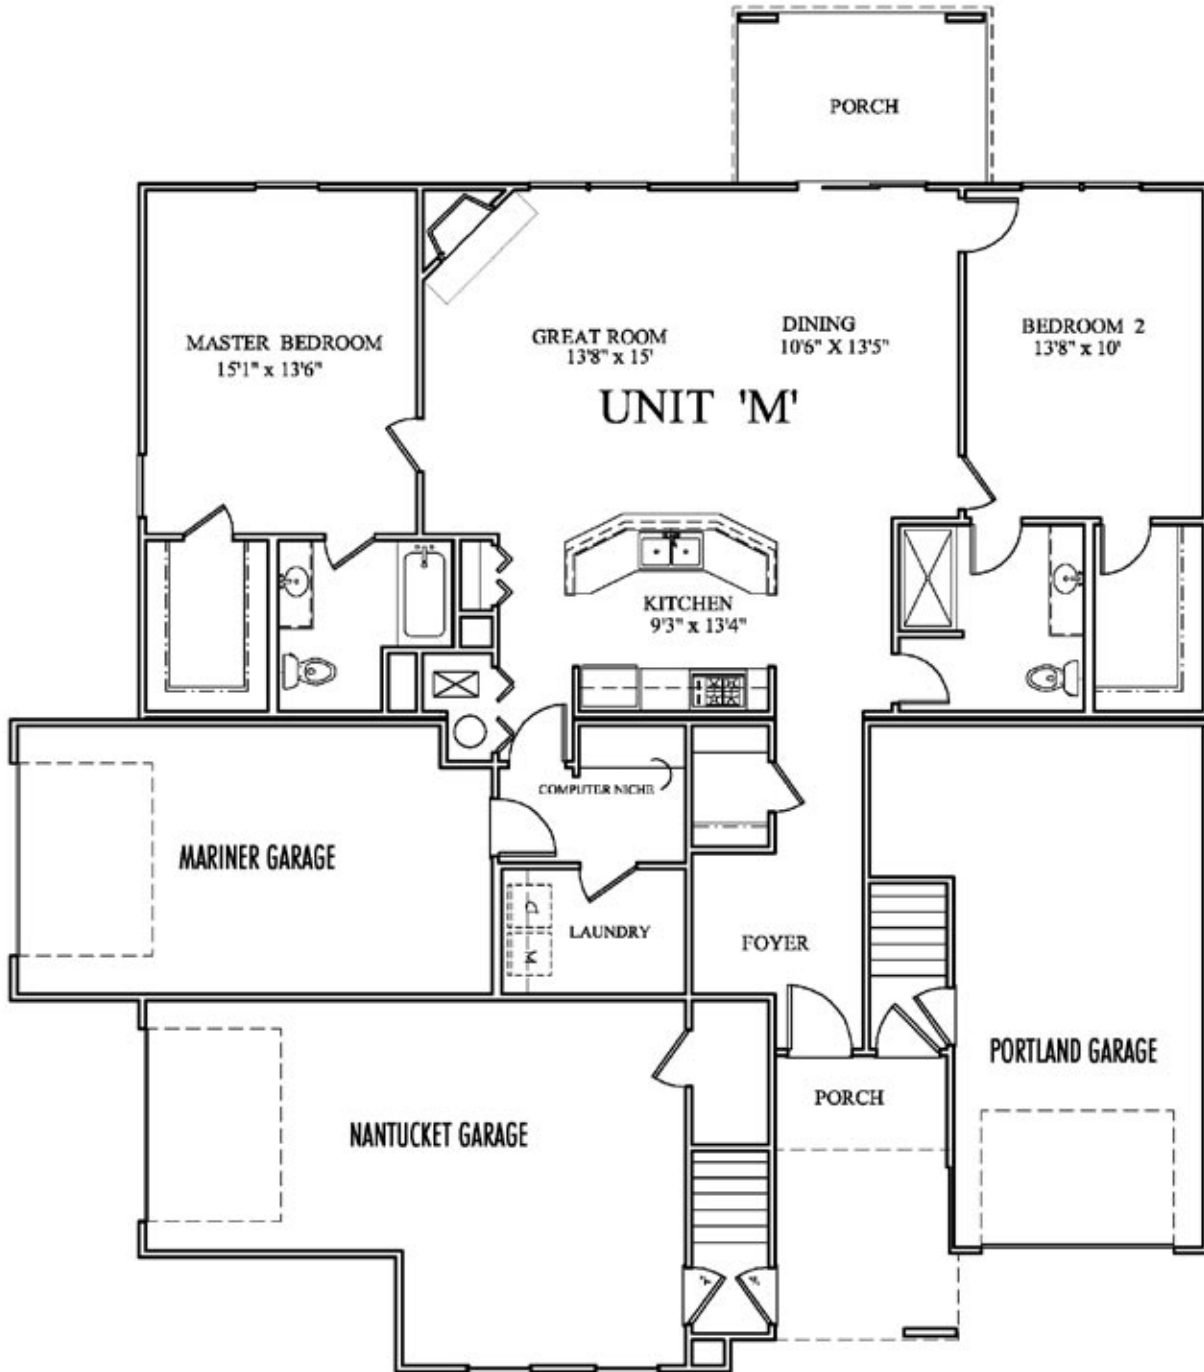 PORCH
MASTER BEDROOM
15'1" x 13'6"
GREAT ROOM
13'8" x 15'
DINING
10'6" X 13'5"
BEDROOM 2
13'8" x 10'
UNIT 'M'
KITCHEN
9'3" x 13'4"
COMPUTER NICHE
MARINER GARAGE
LAUNDRY
FOYER
PORTLAND GARAGE
PORCH
NANTUCKET GARAGE